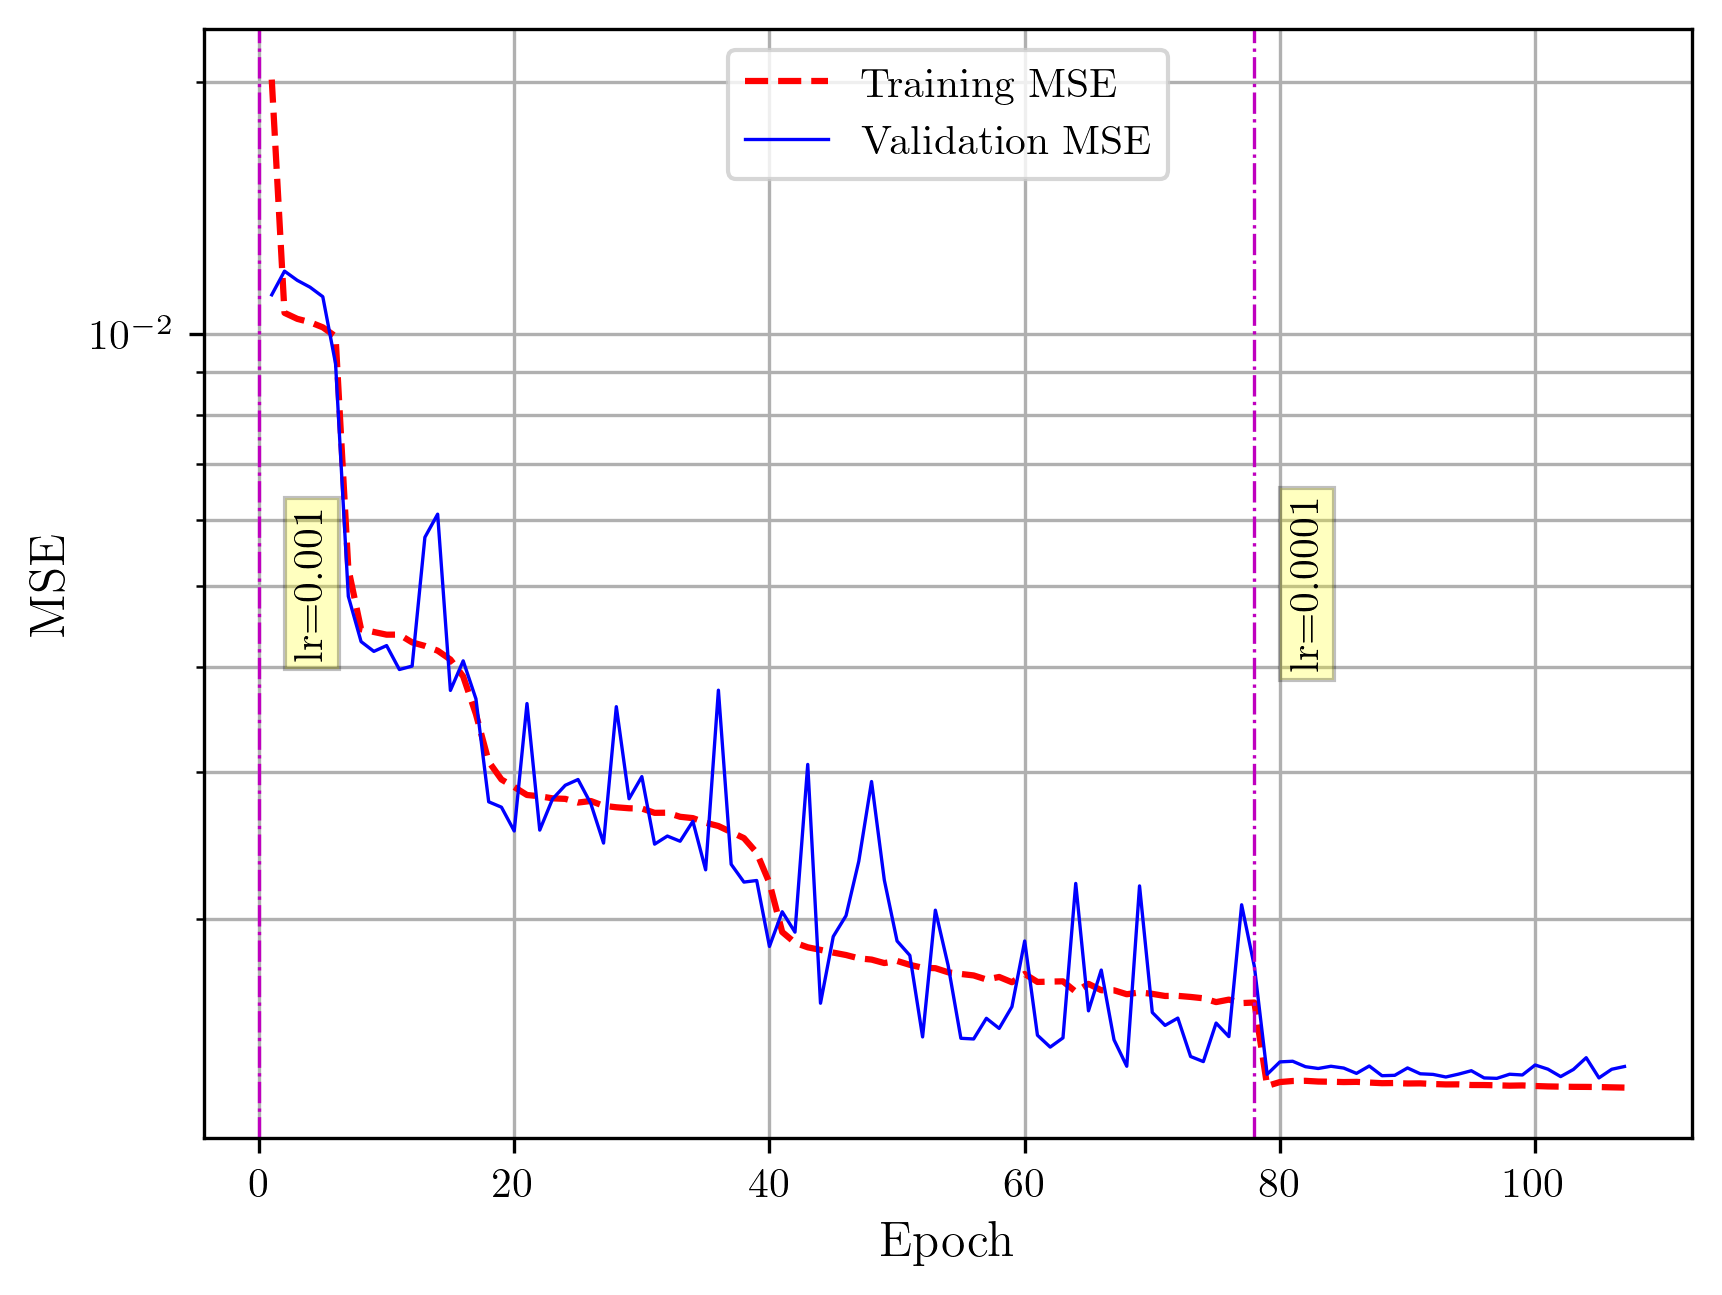 Training MSE
Validation MSE
10⁻²
MSE
lr=0.001
lr=0.0001
0 20 40 60 80 100
Epoch